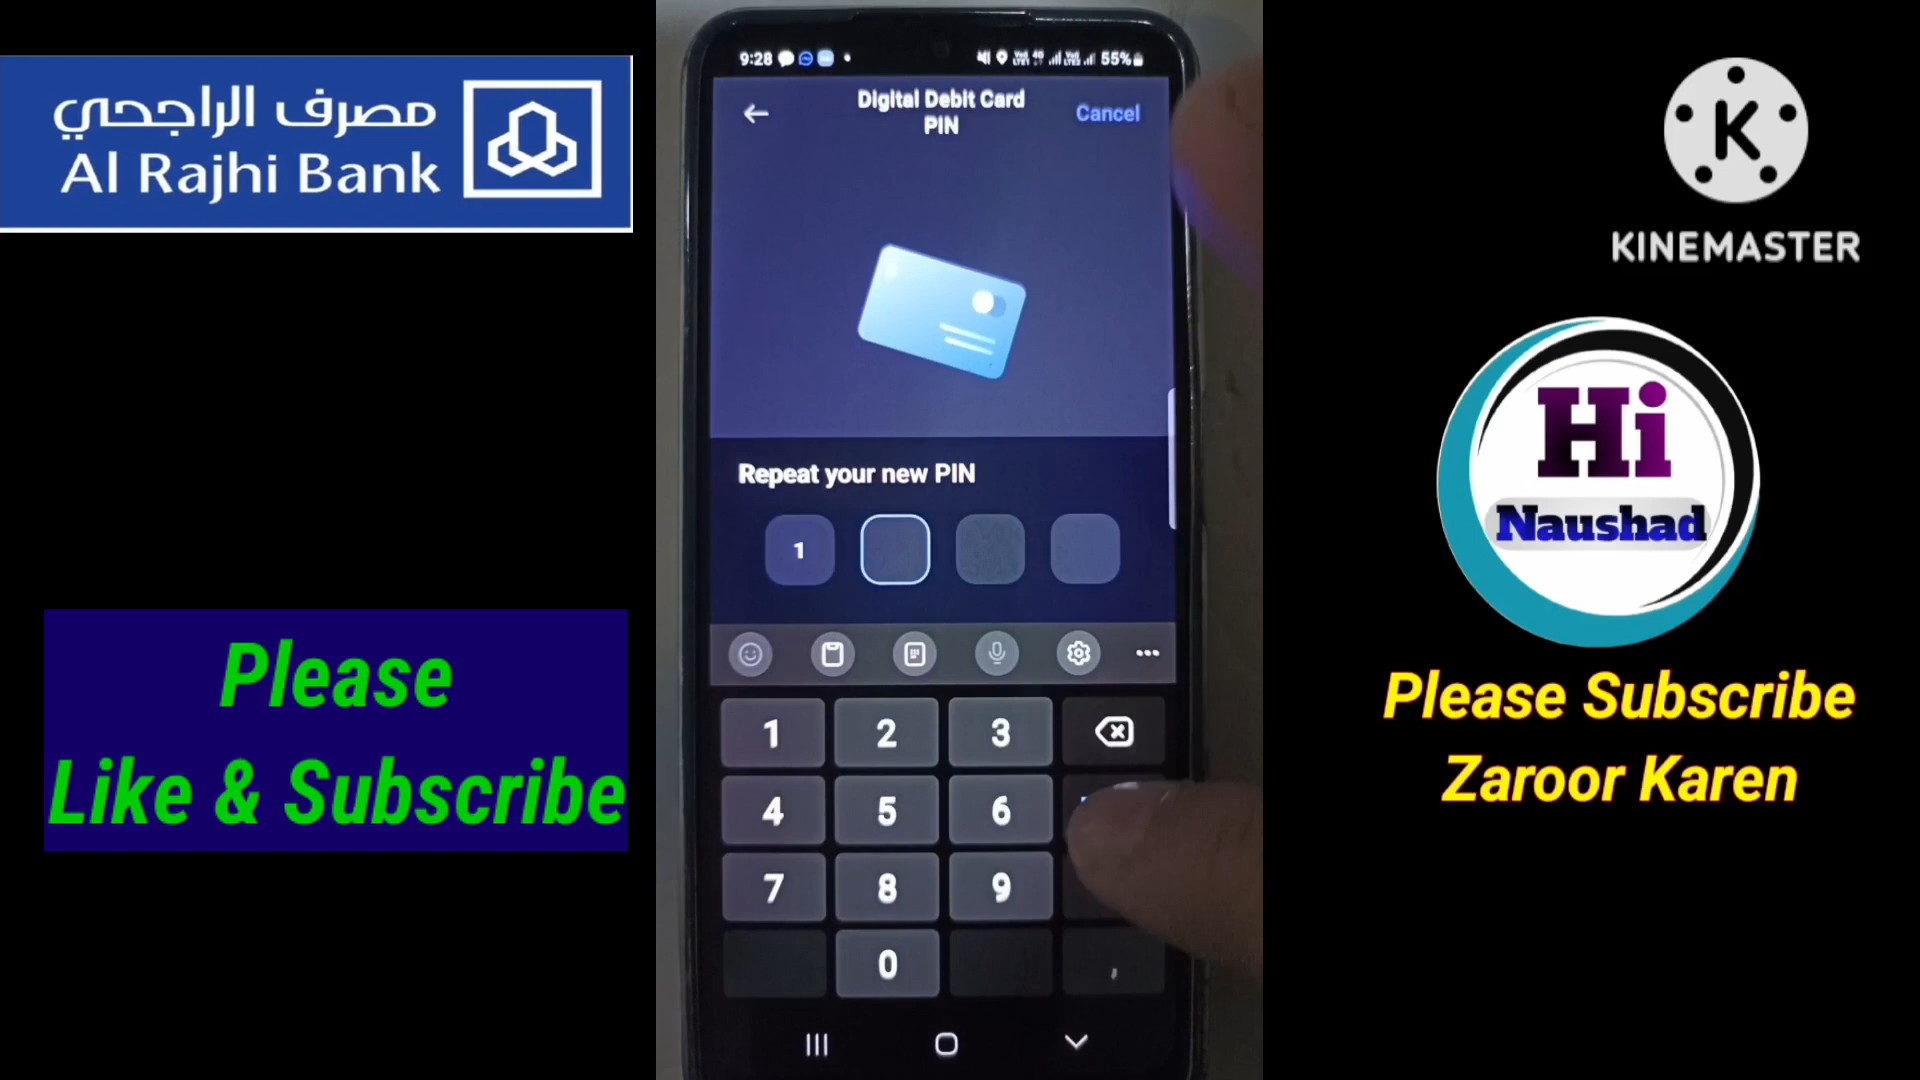 مصرف الراجحي
Al Rajhi Bank
Please
Like & Subscribe
9:28
55%
Digital Debit Card
PIN
Cancel
Repeat your new PIN
1
1 2 3
4 5 6
7 8 9
0 ,
K
KINEMASTER
Hi
Naushad
Please Subscribe
Zaroor Karen